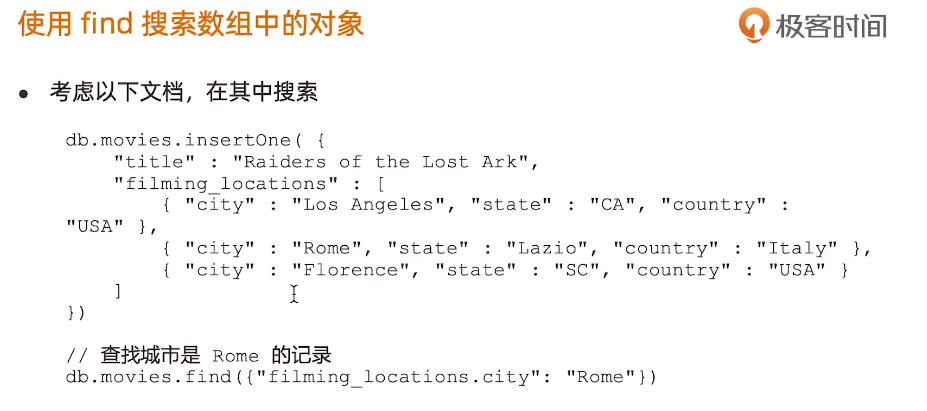 使用 find 搜索数组中的对象
极客时间
● 考虑以下文档，在其中搜索
db.movies.insertOne( {
    "title" : "Raiders of the Lost Ark",
    "filming_locations" : [
        { "city" : "Los Angeles", "state" : "CA", "country" :
"USA" },
        { "city" : "Rome", "state" : "Lazio", "country" : "Italy" },
        { "city" : "Florence", "state" : "SC", "country" : "USA" }
    ]
})
// 查找城市是 Rome 的记录
db.movies.find({"filming_locations.city": "Rome"})